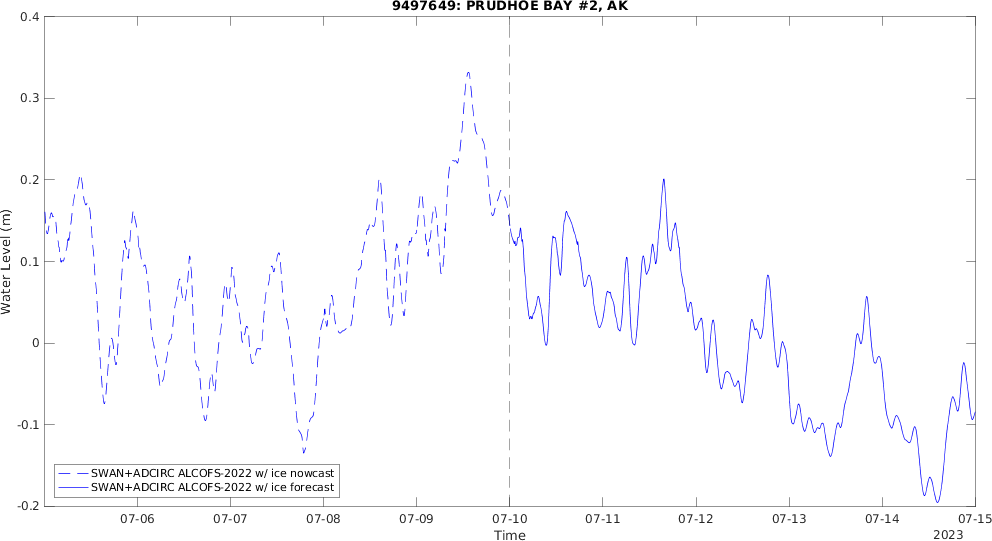 9497649: PRUDHOE BAY #2, AK
0.4
0.3
0.2
0.1
0
-0.1
-0.2
Water Level (m)
SWAN+ADCIRC ALCOFS-2022 w/ ice nowcast
SWAN+ADCIRC ALCOFS-2022 w/ ice forecast
07-06 07-07 07-08 07-09 07-10 07-11 07-12 07-13 07-14 07-15
Time
2023